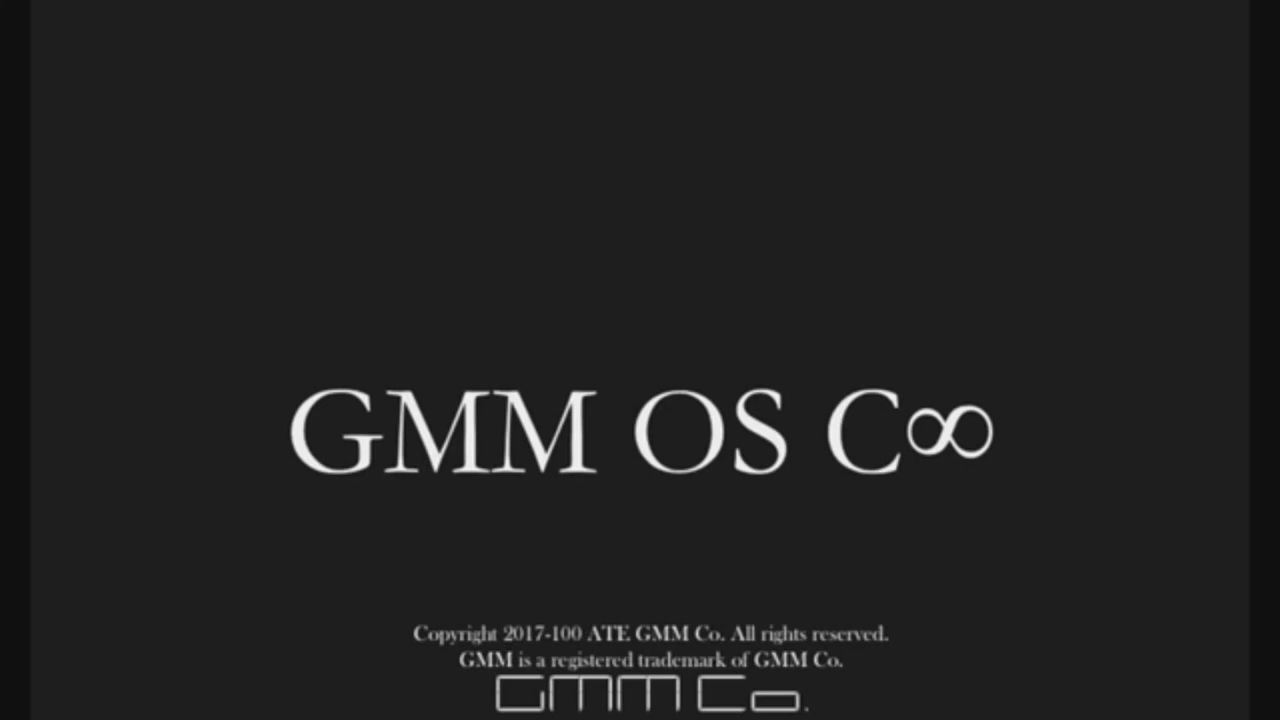 GMM OS C∞
Copyright 2017-100 ATE GMM Co. All rights reserved.
GMM is a registered trademark of GMM Co.
GMM Co.